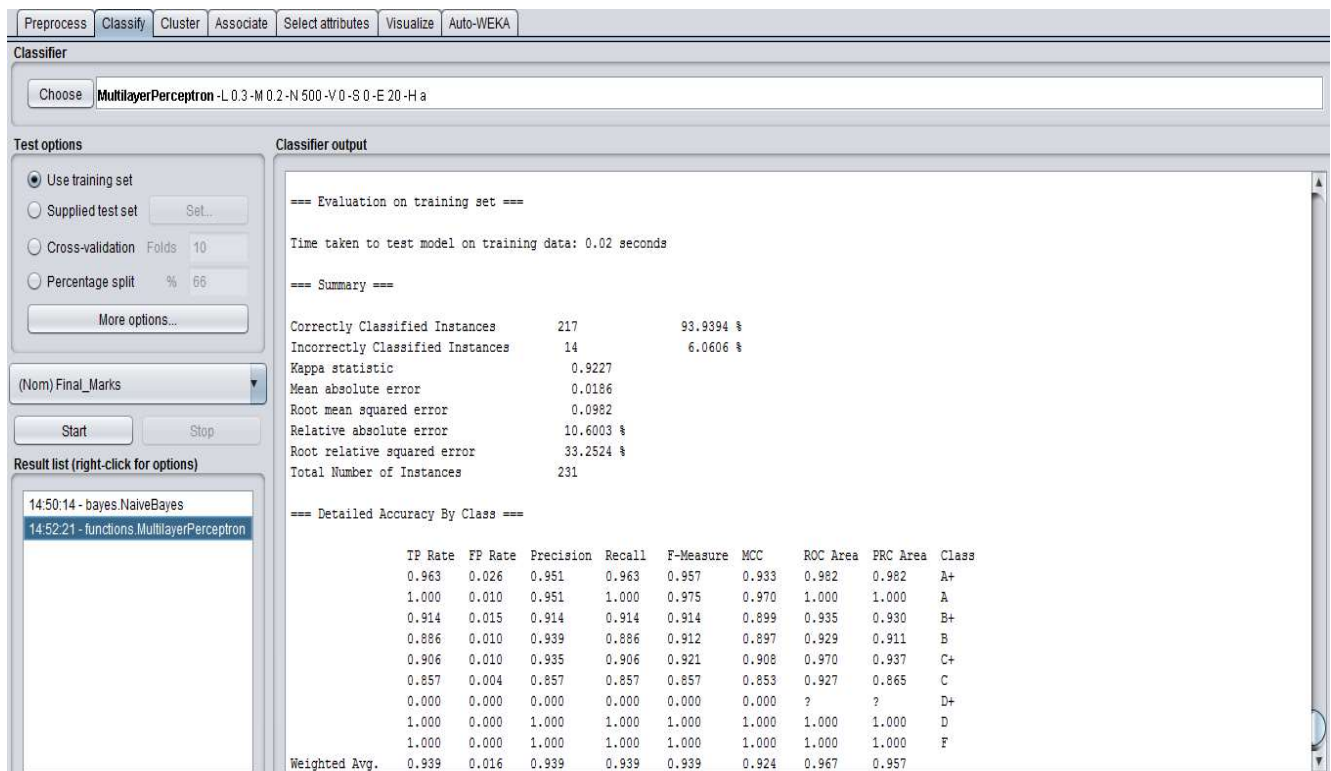 Preprocess Classify Cluster Associate Select attributes Visualize Auto-WEKA
Classifier
Choose MultilayerPerceptron -L 0.3 -M 0.2 -N 500 -V 0 -S 0 -E 20 -H a
Test options
Use training set
Supplied test set Set...
Cross-validation Folds 10
Percentage split % 66
More options...
(Nom) Final_Marks
Start Stop
Result list (right-click for options)
14:50:14 - bayes.NaiveBayes
14:52:21 - functions.MultilayerPerceptron
Classifier output
=== Evaluation on training set ===
Time taken to test model on training data: 0.02 seconds
=== Summary ===
Correctly Classified Instances 217 93.9394 %
Incorrectly Classified Instances 14 6.0606 %
Kappa statistic 0.9227
Mean absolute error 0.0186
Root mean squared error 0.0982
Relative absolute error 10.6003 %
Root relative squared error 33.2524 %
Total Number of Instances 231
=== Detailed Accuracy By Class ===
TP Rate FP Rate Precision Recall F-Measure MCC ROC Area PRC Area Class
0.963 0.026 0.951 0.963 0.957 0.933 0.982 0.982 A+
1.000 0.010 0.951 1.000 0.975 0.970 1.000 1.000 A
0.914 0.015 0.914 0.914 0.914 0.899 0.935 0.930 B+
0.886 0.010 0.939 0.886 0.912 0.897 0.929 0.911 B
0.906 0.010 0.935 0.906 0.921 0.908 0.970 0.937 C+
0.857 0.004 0.857 0.857 0.857 0.853 0.927 0.865 C
0.000 0.000 0.000 0.000 0.000 0.000 ? ? D+
1.000 0.000 1.000 1.000 1.000 1.000 1.000 1.000 D
1.000 0.000 1.000 1.000 1.000 1.000 1.000 1.000 F
Weighted Avg. 0.939 0.016 0.939 0.939 0.939 0.924 0.967 0.957